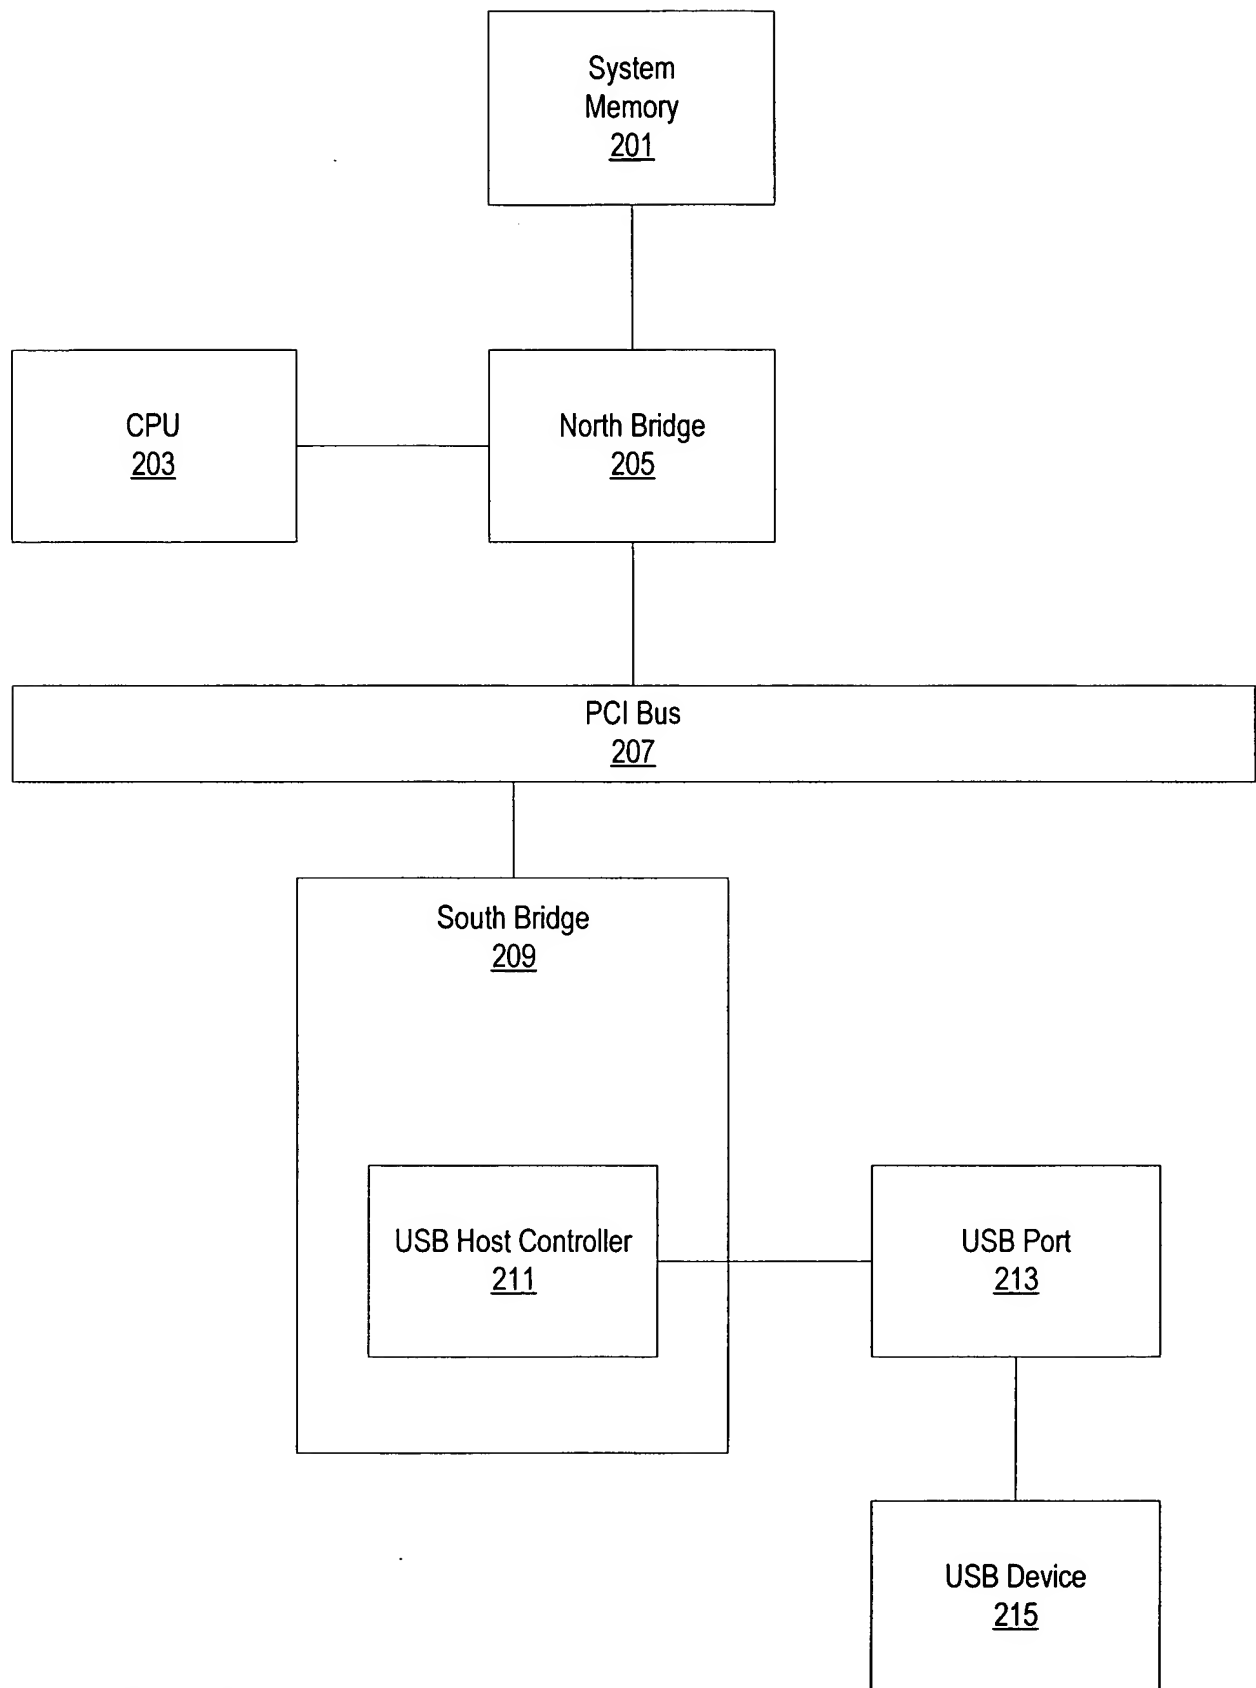 System
Memory
201
CPU
203
North Bridge
205
PCI Bus
207
South Bridge
209
USB Host Controller
211
USB Port
213
USB Device
215